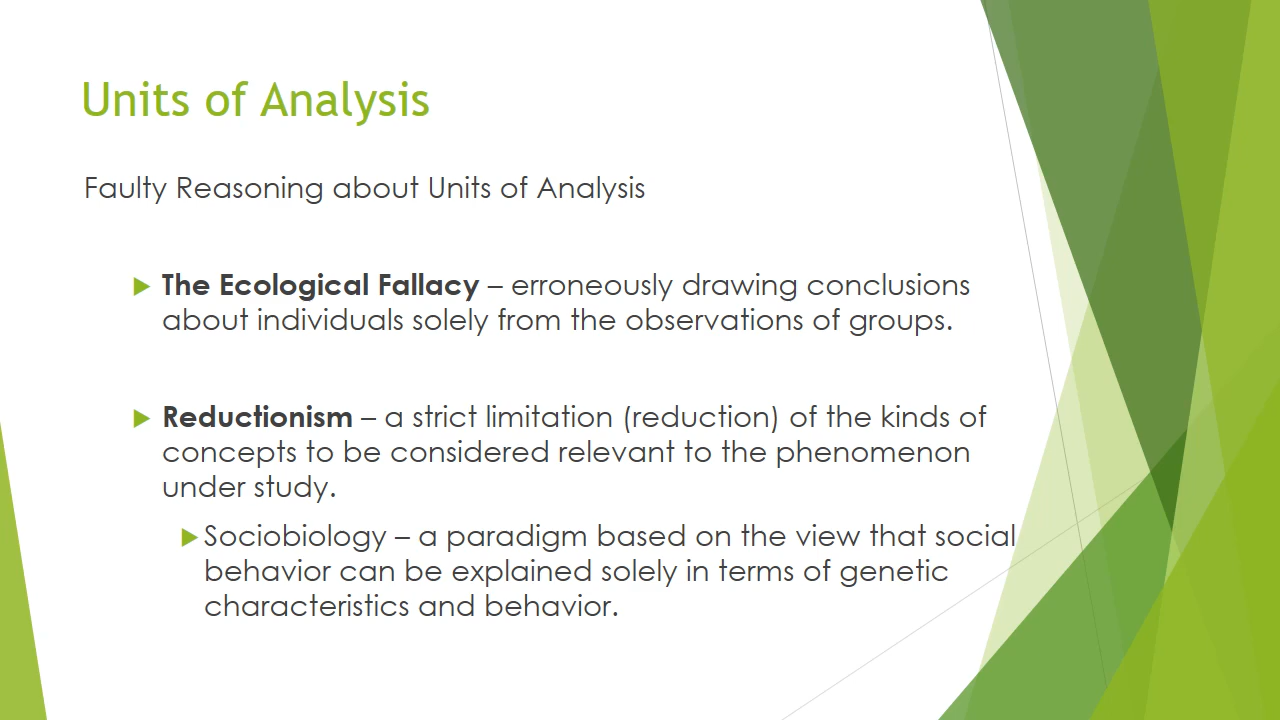 Units of Analysis
Faulty Reasoning about Units of Analysis
The Ecological Fallacy – erroneously drawing conclusions
about individuals solely from the observations of groups.
Reductionism – a strict limitation (reduction) of the kinds of
concepts to be considered relevant to the phenomenon
under study.
Sociobiology – a paradigm based on the view that social
behavior can be explained solely in terms of genetic
characteristics and behavior.